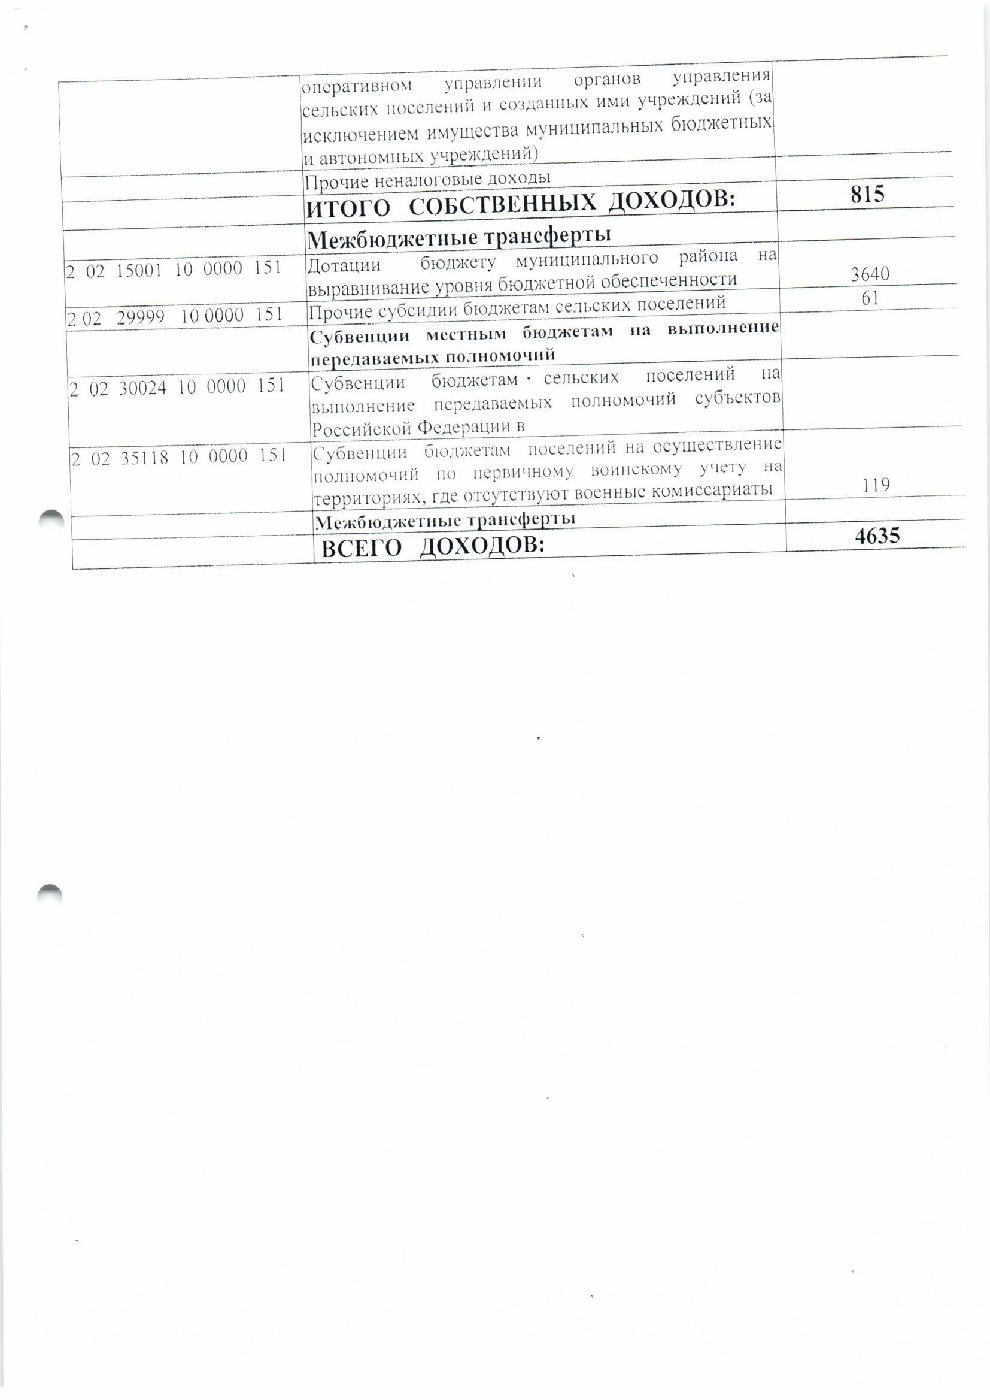 оперативном управлении органов управления
сельских поселений и созданных ими учреждений (за
исключением имущества муниципальных бюджетных
и автономных учреждений)
Прочие неналоговые доходы
ИТОГО СОБСТВЕННЫХ ДОХОДОВ: 815
Межбюджетные трансферты
2 02 15001 10 0000 151 Дотации бюджету муниципального района на
выравнивание уровня бюджетной обеспеченности 3640
2 02 29999 10 0000 151 Прочие субсидии бюджетам сельских поселений 61
Субвенции местным бюджетам на выполнение
передаваемых полномочий
2 02 30024 10 0000 151 Субвенции бюджетам сельских поселений на
выполнение передаваемых полномочий субъектов
Российской Федерации в
2 02 35118 10 0000 151 Субвенции бюджетам поселений на осуществление
полномочий по первичному воинскому учету на
территориях, где отсутствуют военные комиссариаты 119
Межбюджетные трансферты
ВСЕГО ДОХОДОВ: 4635